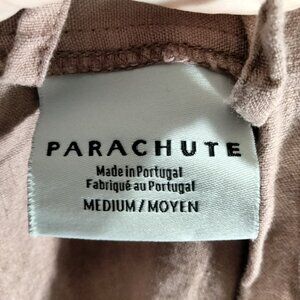 PARACHUTE
Made in Portugal
Fabriqué au Portugal
MEDIUM/MOYEN